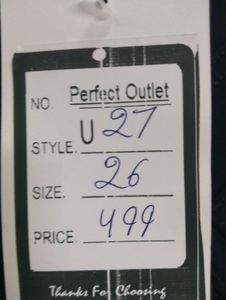 Perfect Outlet
NO. U 27
STYLE.
SIZE. 26
PRICE. 499
Thanks For Choosing